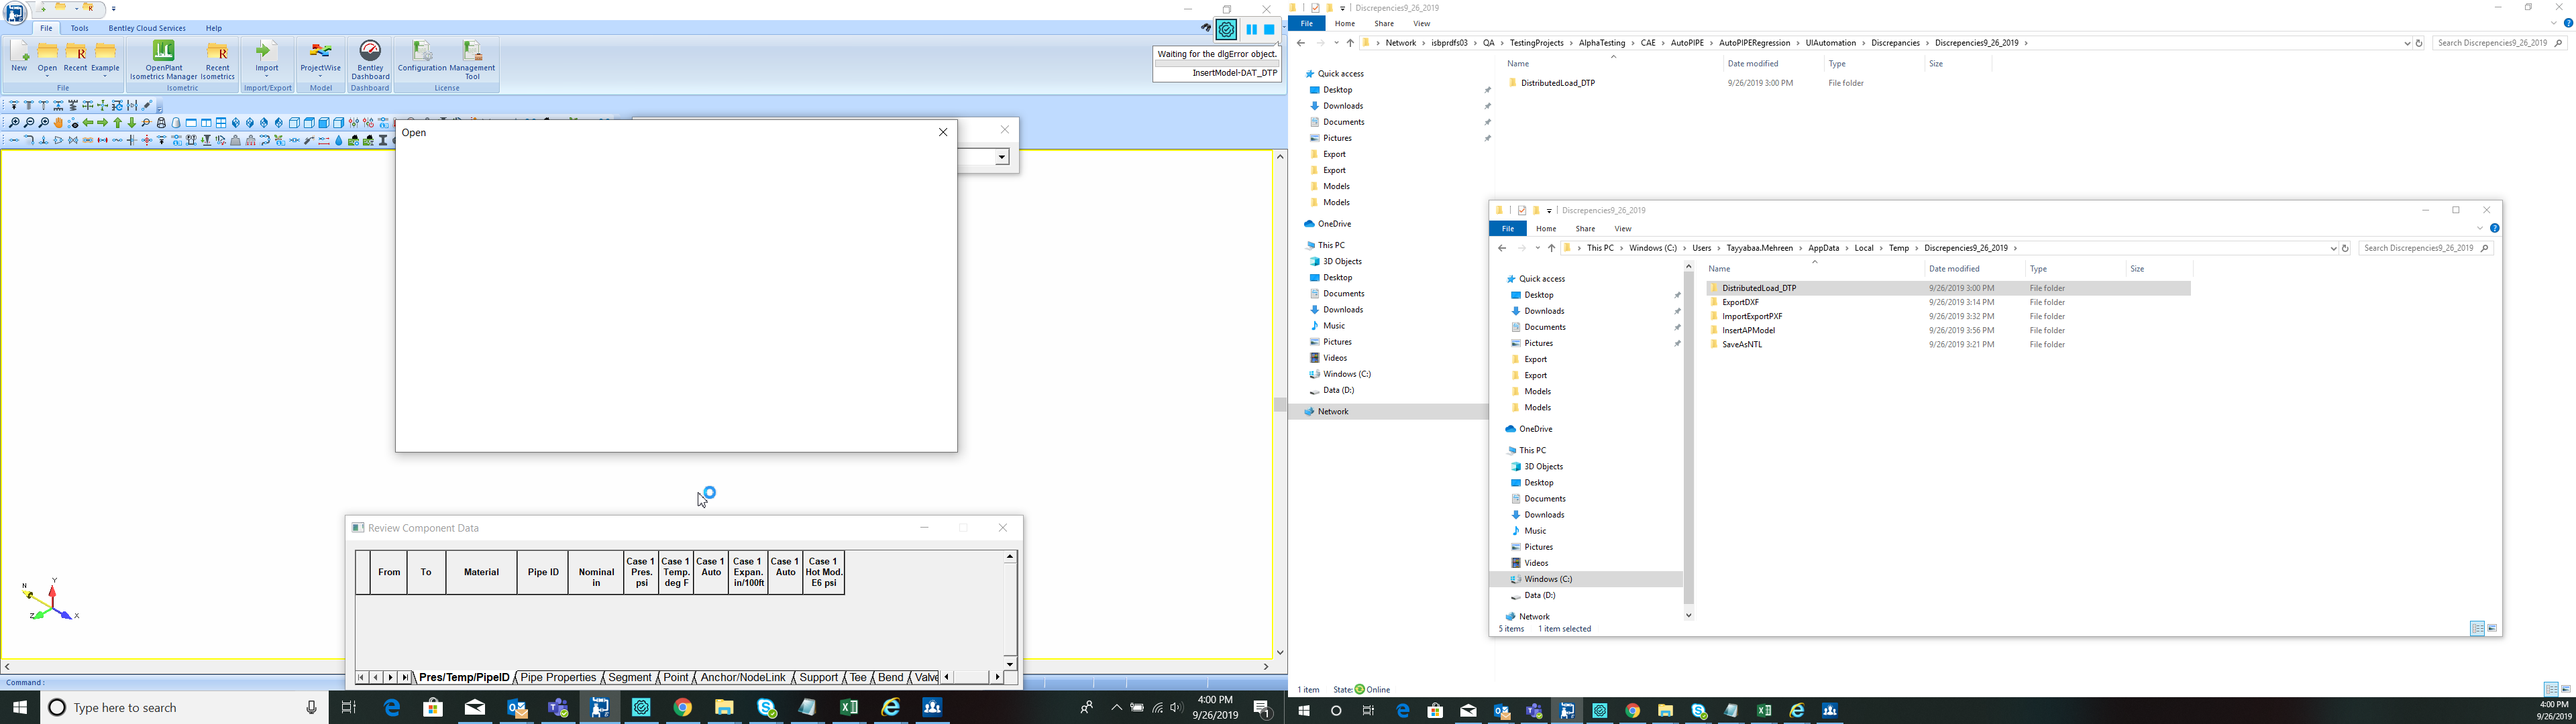 File Tools Bentley Cloud Services Help
New Open Recent Example OpenPlant Isometrics Manager Recent Isometrics Import ProjectWise Bentley Dashboard Configuration Management Tool
File Isometric Import/Export Model Dashboard License
Waiting for the dlgError object.
InsertModel-DAT_DTP
Open
Review Component Data
From To Material Pipe ID Nominal in Case 1 Pres. psi Case 1 Temp. deg F Case 1 Auto Case 1 Expan. in/100ft Case 1 Auto Case 1 Hot Mod. E6 psi
Pres/Temp/PipeID Pipe Properties Segment Point Anchor/NodeLink Support Tee Bend Valve
N Y Z X
Command :
Type here to search
4:00 PM
9/26/2019
1
Discrepencies9_26_2019
File Home Share View
Network isbprdfs03 QA TestingProjects AlphaTesting CAE AutoPIPE AutoPIPERegression UIAutomation Discrepancies Discrepencies9_26_2019
Search Discrepencies9_26_2019
Name Date modified Type Size
DistributedLoad_DTP 9/26/2019 3:00 PM File folder
Quick access
Desktop
Downloads
Documents
Pictures
Export
Export
Models
Models
OneDrive
This PC
3D Objects
Desktop
Documents
Downloads
Music
Pictures
Videos
Windows (C:)
Data (D:)
Network
1 item State: Online
Discrepencies9_26_2019
File Home Share View
This PC Windows (C:) Users Tayyabaa.Mehreen AppData Local Temp Discrepencies9_26_2019
Search Discrepencies9_26_2019
Name Date modified Type Size
DistributedLoad_DTP 9/26/2019 3:00 PM File folder
ExportDXF 9/26/2019 3:14 PM File folder
ImportExportPXF 9/26/2019 3:32 PM File folder
InsertAPModel 9/26/2019 3:56 PM File folder
SaveAsNTL 9/26/2019 3:21 PM File folder
Quick access
Desktop
Downloads
Documents
Pictures
Export
Export
Models
Models
OneDrive
This PC
3D Objects
Desktop
Documents
Downloads
Music
Pictures
Videos
Windows (C:)
Data (D:)
Network
5 items 1 item selected
4:00 PM
9/26/2019